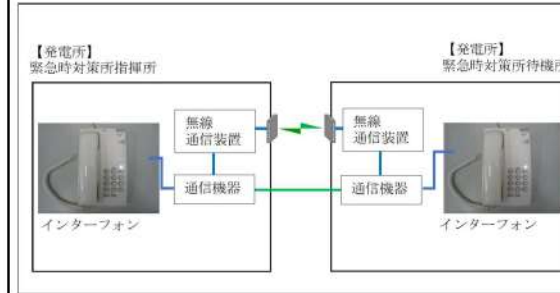 【発電所】
緊急時対策所指揮所
無線
通信装置
通信機器
インターフォン
【発電所】
緊急時対策所待機所
無線
通信装置
通信機器
インターフォン